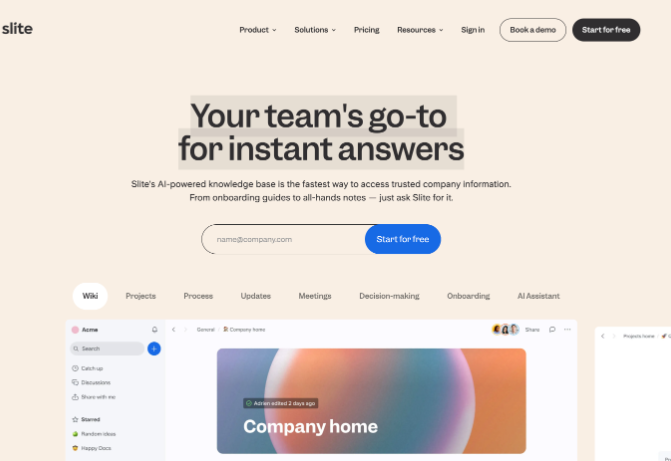 slite
Product
Solutions
Pricing
Resources
Sign in
Book a demo
Start for free
Your team's go-to
for instant answers
Slite's AI-powered knowledge base is the fastest way to access trusted company information.
From onboarding guides to all-hands notes — just ask Slite for it.
name@company.com
Start for free
Wiki
Projects
Process
Updates
Meetings
Decision-making
Onboarding
AI Assistant
Acme
Search
Catch up
Discussions
Share with me
Starred
Random ideas
Happy Docs
General
Company home
Share
Adrien edited 2 days ago
Company home
Projects home